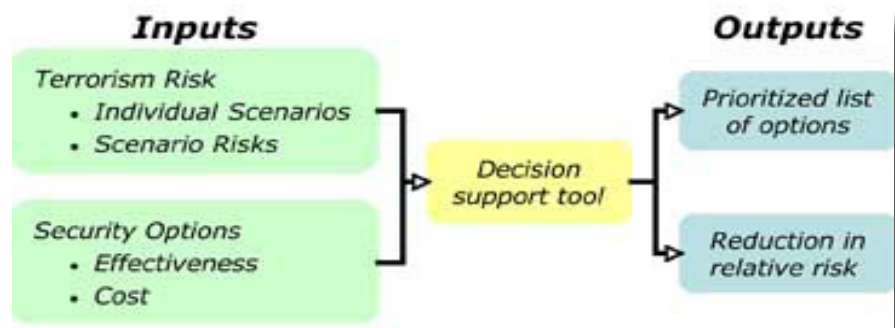 Inputs
Outputs
Terrorism Risk
• Individual Scenarios
• Scenario Risks
Security Options
• Effectiveness
• Cost
Decision
support tool
Prioritized list
of options
Reduction in
relative risk